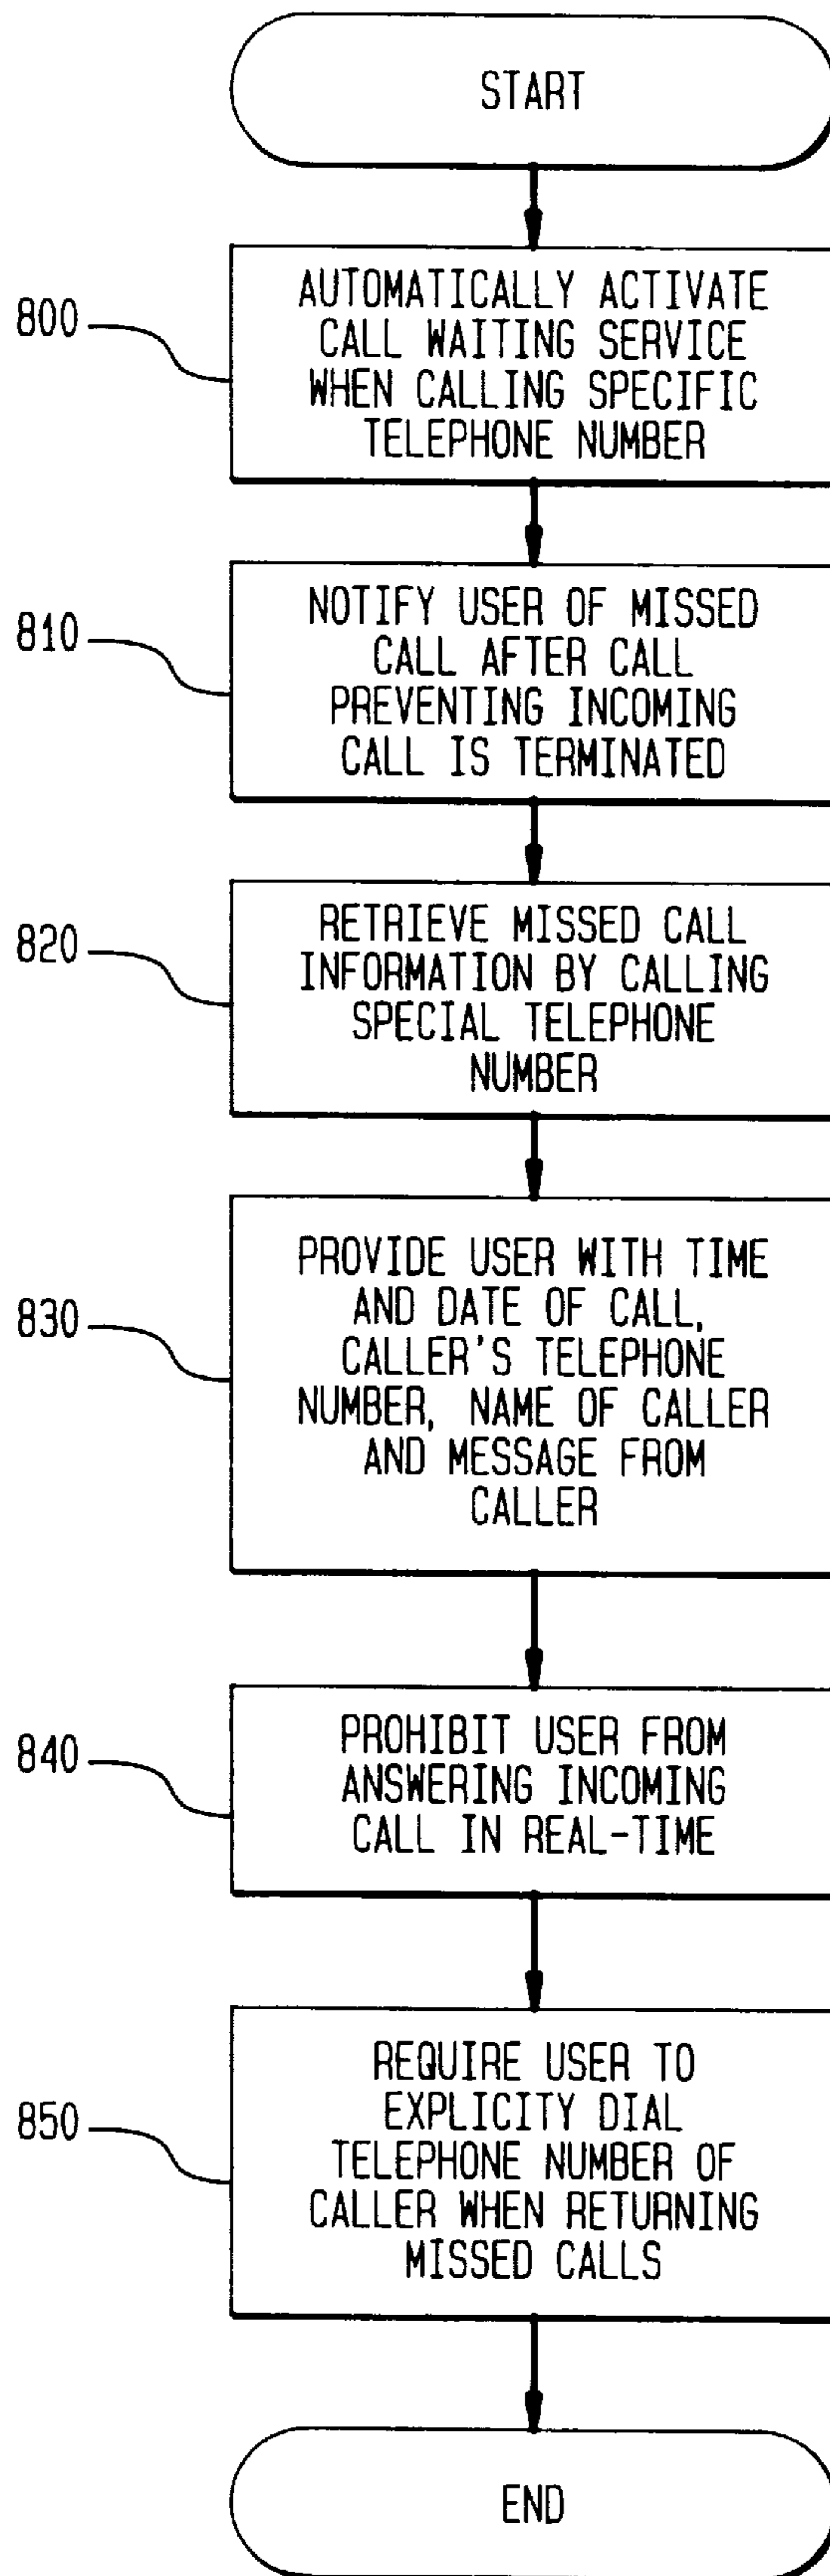 START
800
AUTOMATICALLY ACTIVATE
CALL WAITING SERVICE
WHEN CALLING SPECIFIC
TELEPHONE NUMBER
810
NOTIFY USER OF MISSED
CALL AFTER CALL
PREVENTING INCOMING
CALL IS TERMINATED
820
RETRIEVE MISSED CALL
INFORMATION BY CALLING
SPECIAL TELEPHONE
NUMBER
830
PROVIDE USER WITH TIME
AND DATE OF CALL,
CALLER'S TELEPHONE
NUMBER, NAME OF CALLER
AND MESSAGE FROM
CALLER
840
PROHIBIT USER FROM
ANSWERING INCOMING
CALL IN REAL-TIME
850
REQUIRE USER TO
EXPLICITY DIAL
TELEPHONE NUMBER OF
CALLER WHEN RETURNING
MISSED CALLS
END